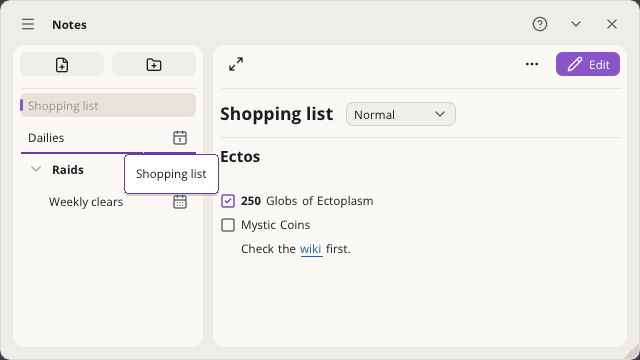 Notes
Shopping list
Dailies
Raids
Weekly clears
Shopping list
Edit
Shopping list
Normal
Ectos
250 Globs of Ectoplasm
Mystic Coins
Check the wiki first.